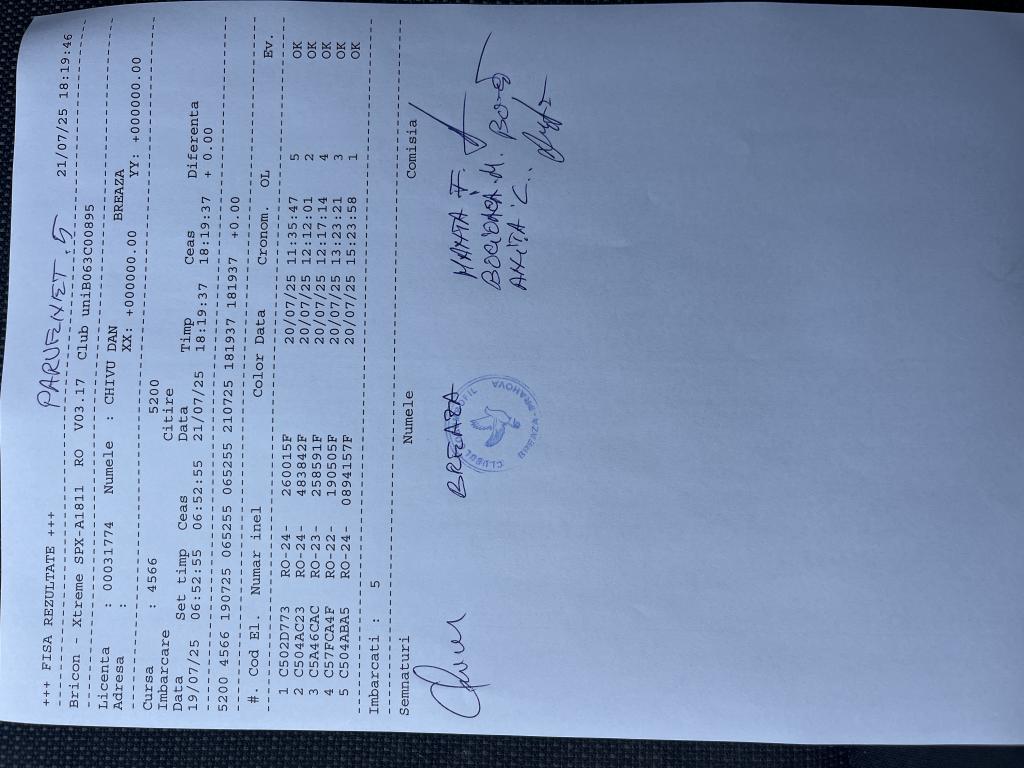 PARVENET. 5
+++ FISA REZULTATE +++ 21/07/25 18:19:46
Bricon - Xtreme SPX-A1811 RO V03.17 Club uniB063C00895
Licenta : 00031774 Numele : CHIVU DAN
Adresa : BREAZA
XX: +000000.00 YY: +000000.00
Cursa : 4566 5200
Imbarcare Citire
Data Set timp Ceas Data Timp Ceas Diferenta
19/07/25 06:52:55 06:52:55 21/07/25 18:19:37 18:19:37 + 0.00
5200 4566 190725 065255 065255 210725 181937 181937 +0.00
#. Cod El. Numar inel Color Data Cronom. OL Ev.
1 C502D773 RO-24- 260015F 20/07/25 11:35:47 5 OK
2 C504AC23 RO-24- 483842F 20/07/25 12:12:01 2 OK
3 C5A46CAC RO-23- 258591F 20/07/25 12:17:14 4 OK
4 C57FCA4F RO-22- 190505F 20/07/25 13:23:21 3 OK
5 C504ABA5 RO-24- 0894157F 20/07/25 15:23:58 1 OK
Imbarcati : 5
Semnaturi Numele Comisia
BREAZA
CLUBUL
BREAZA-PRAHOVA